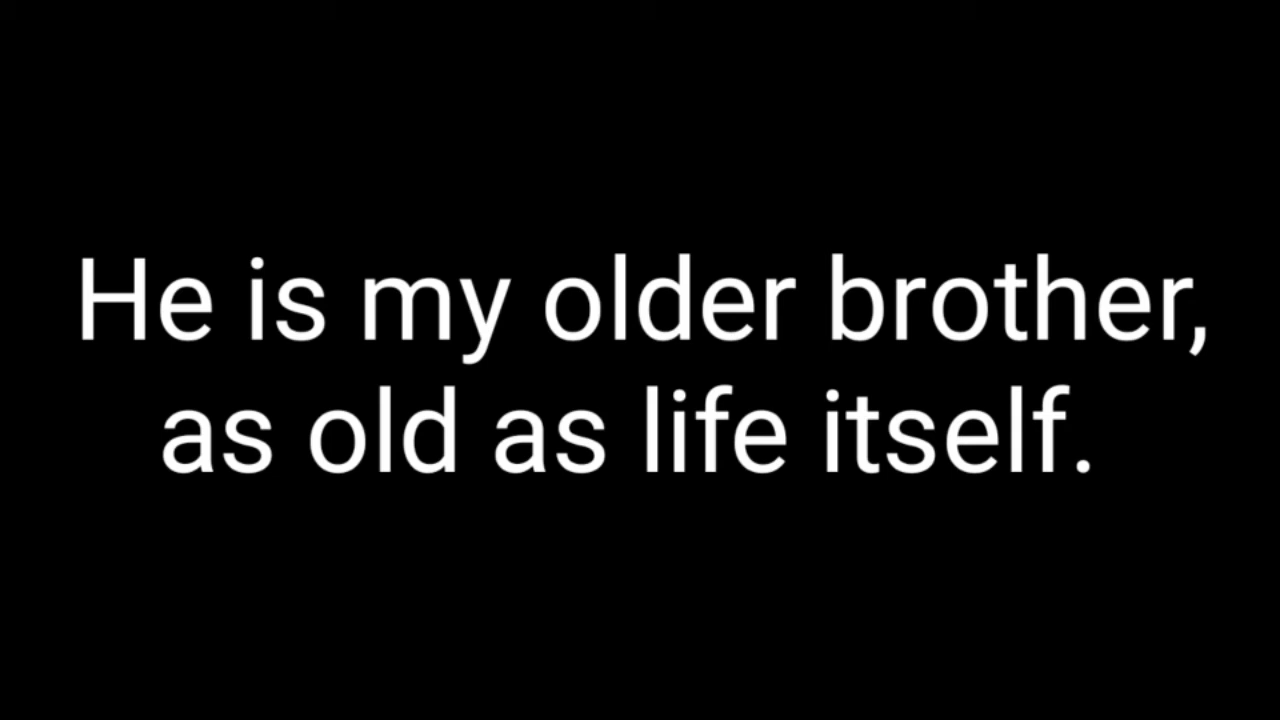 He is my older brother,
as old as life itself.